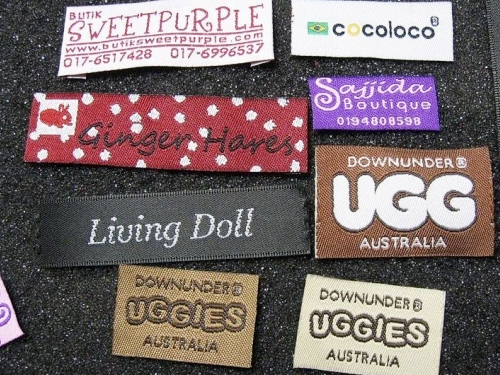 BUTIK
SWEETPURPLE
www.butiksweetpurple.com
017-6517428 017-6996537
cocoloco®
Sajjida
Boutique
0194808598
Ginger Hares
DOWNUNDER®
UGG
AUSTRALIA
Living Doll
DOWNUNDER®
UGGIES
AUSTRALIA
DOWNUNDER®
UGGIES
AUSTRALIA